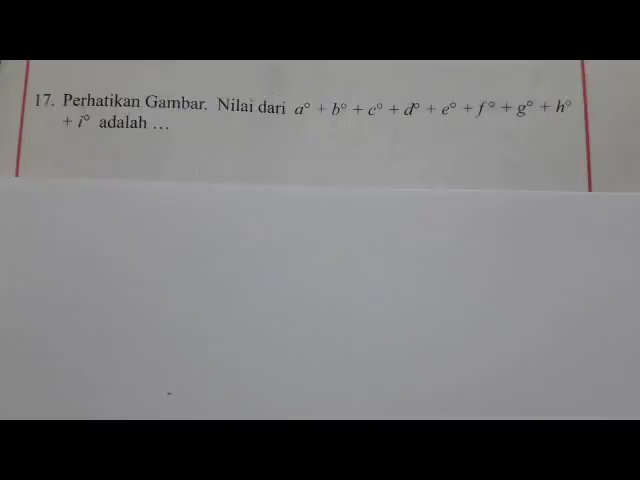 17. Perhatikan Gambar. Nilai dari a° + b° + c° + d° + e° + f° + g° + h°
+ i° adalah ...